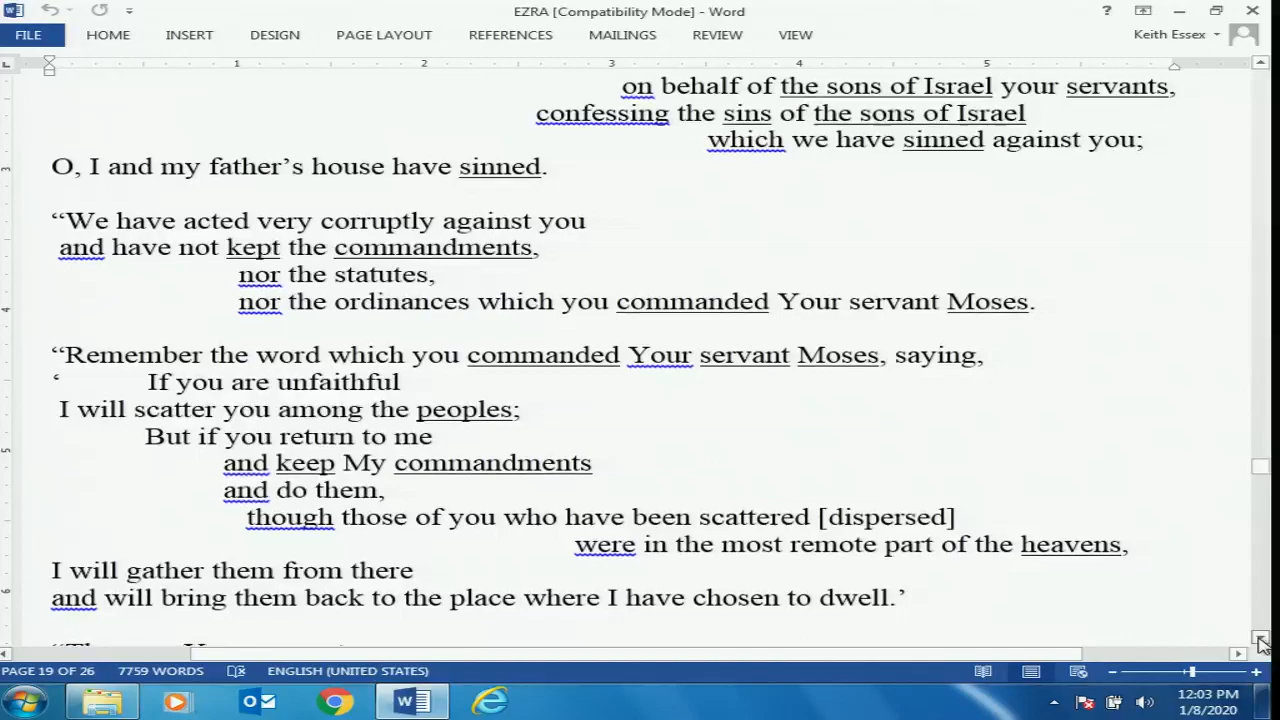 EZRA [Compatibility Mode] - Word
FILE HOME INSERT DESIGN PAGE LAYOUT REFERENCES MAILINGS REVIEW VIEW Keith Essex
1 2 3 4 5
on behalf of the sons of Israel your servants,
confessing the sins of the sons of Israel
which we have sinned against you;
O, I and my father’s house have sinned.
“We have acted very corruptly against you
and have not kept the commandments,
nor the statutes,
nor the ordinances which you commanded Your servant Moses.
“Remember the word which you commanded Your servant Moses, saying,
‘ If you are unfaithful
I will scatter you among the peoples;
But if you return to me
and keep My commandments
and do them,
though those of you who have been scattered [dispersed]
were in the most remote part of the heavens,
I will gather them from there
and will bring them back to the place where I have chosen to dwell.’
PAGE 19 OF 26 7759 WORDS ENGLISH (UNITED STATES)
12:03 PM
1/8/2020